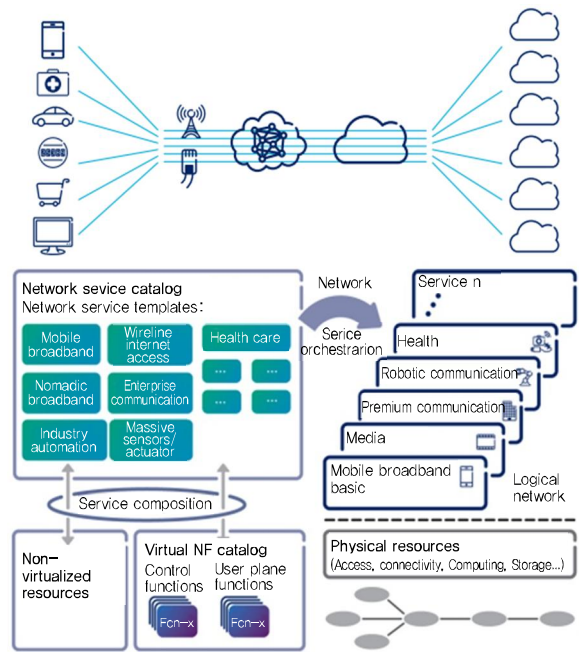 Network sevice catalog
Network service templates:
Mobile
broadband
Wireline
internet
access
Health care
Nomadic
broadband
Enterprise
communication
...
...
...
...
Industry
automation
Massive
sensors/
actuator
Network
Serice
orchestrarion
Service n
Health
Robotic communication
Premium communication
Media
Mobile broadband
basic
Logical
network
Service composition
Non-
virtualized
resources
Virtual NF catalog
Control
functions
User plane
functions
Fcn-x
Fcn-x
Physical resources
(Access, connectivity, Computing, Storage...)